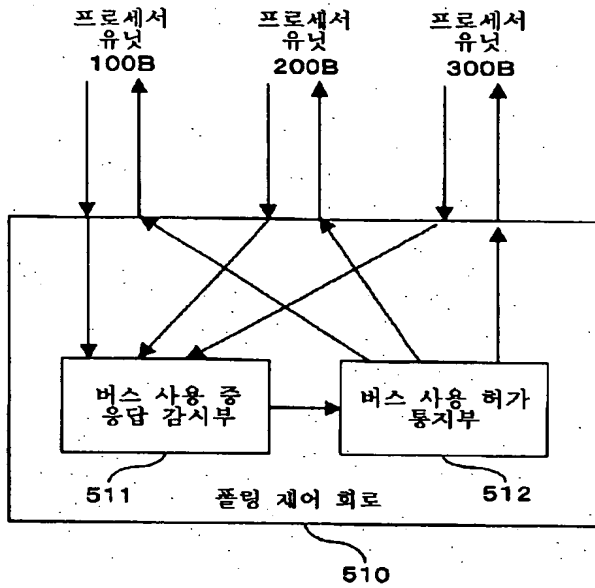 프로세서
유닛
100B
프로세서
유닛
200B
프로세서
유닛
300B
버스 사용 중
응답 감시부
버스 사용 허가
통지부
511
512
폴링 제어 회로
510